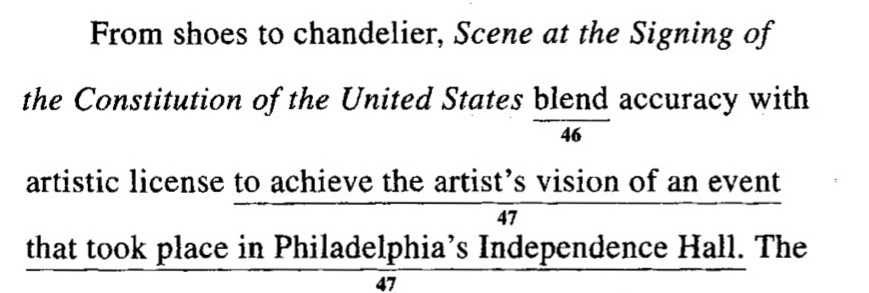 From shoes to chandelier, Scene at the Signing of
the Constitution of the United States blend accuracy with
46
artistic license to achieve the artist's vision of an event
47
that took place in Philadelphia's Independence Hall. The
47